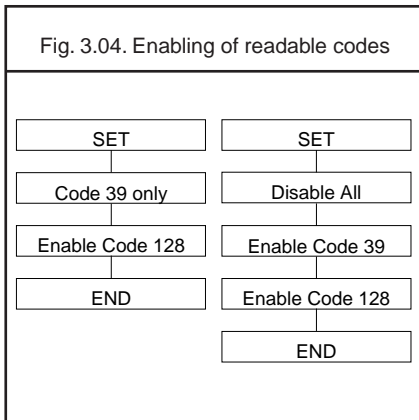 Fig. 3.04. Enabling of readable codes
SET
Code 39 only
Enable Code 128
END
SET
Disable All
Enable Code 39
Enable Code 128
END